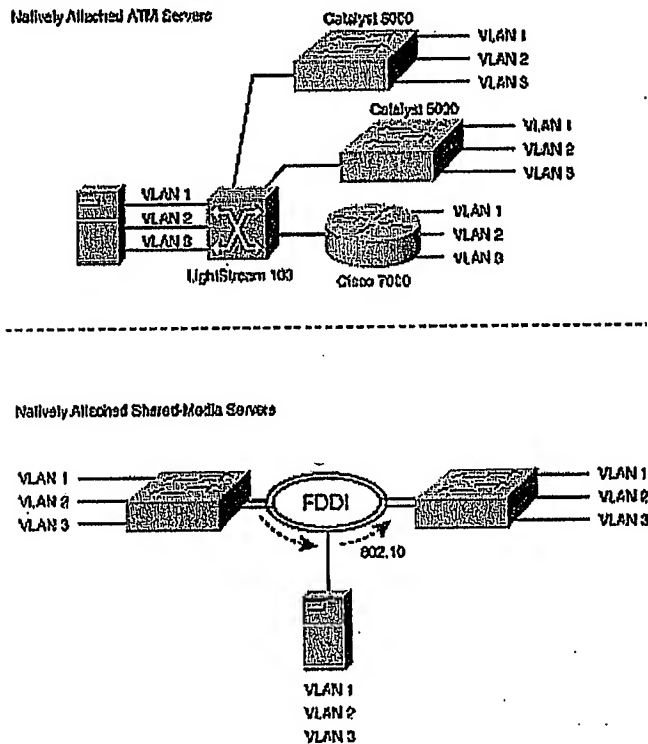 Natively Attached ATM Servers
Catalyst 5000
VLAN 1
VLAN 2
VLAN 3
Catalyst 5000
VLAN 1
VLAN 2
VLAN 3
VLAN 1
VLAN 2
VLAN 3
LightStream 100
VLAN 1
VLAN 2
VLAN 3
Cisco 7000
Natively Attached Shared-Media Servers
VLAN 1
VLAN 2
VLAN 3
FDDI
802.10
VLAN 1
VLAN 2
VLAN 3
VLAN 1
VLAN 2
VLAN 3